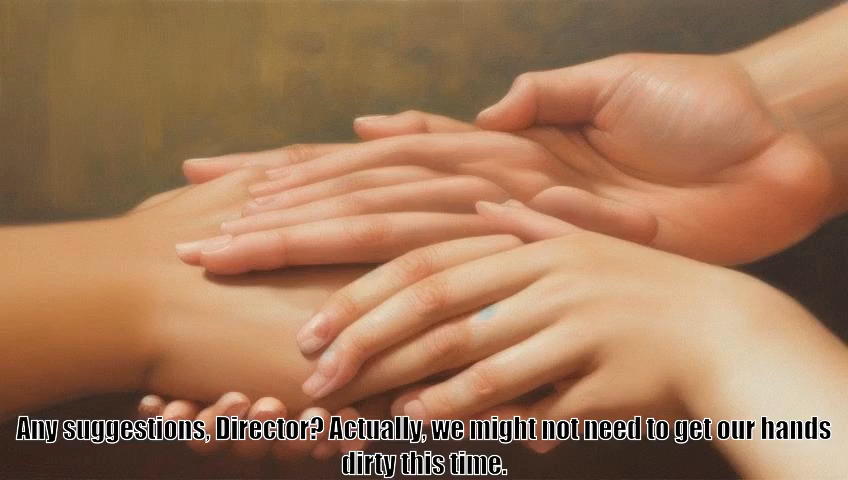 Any suggestions, Director? Actually, we might not need to get our hands
dirty this time.